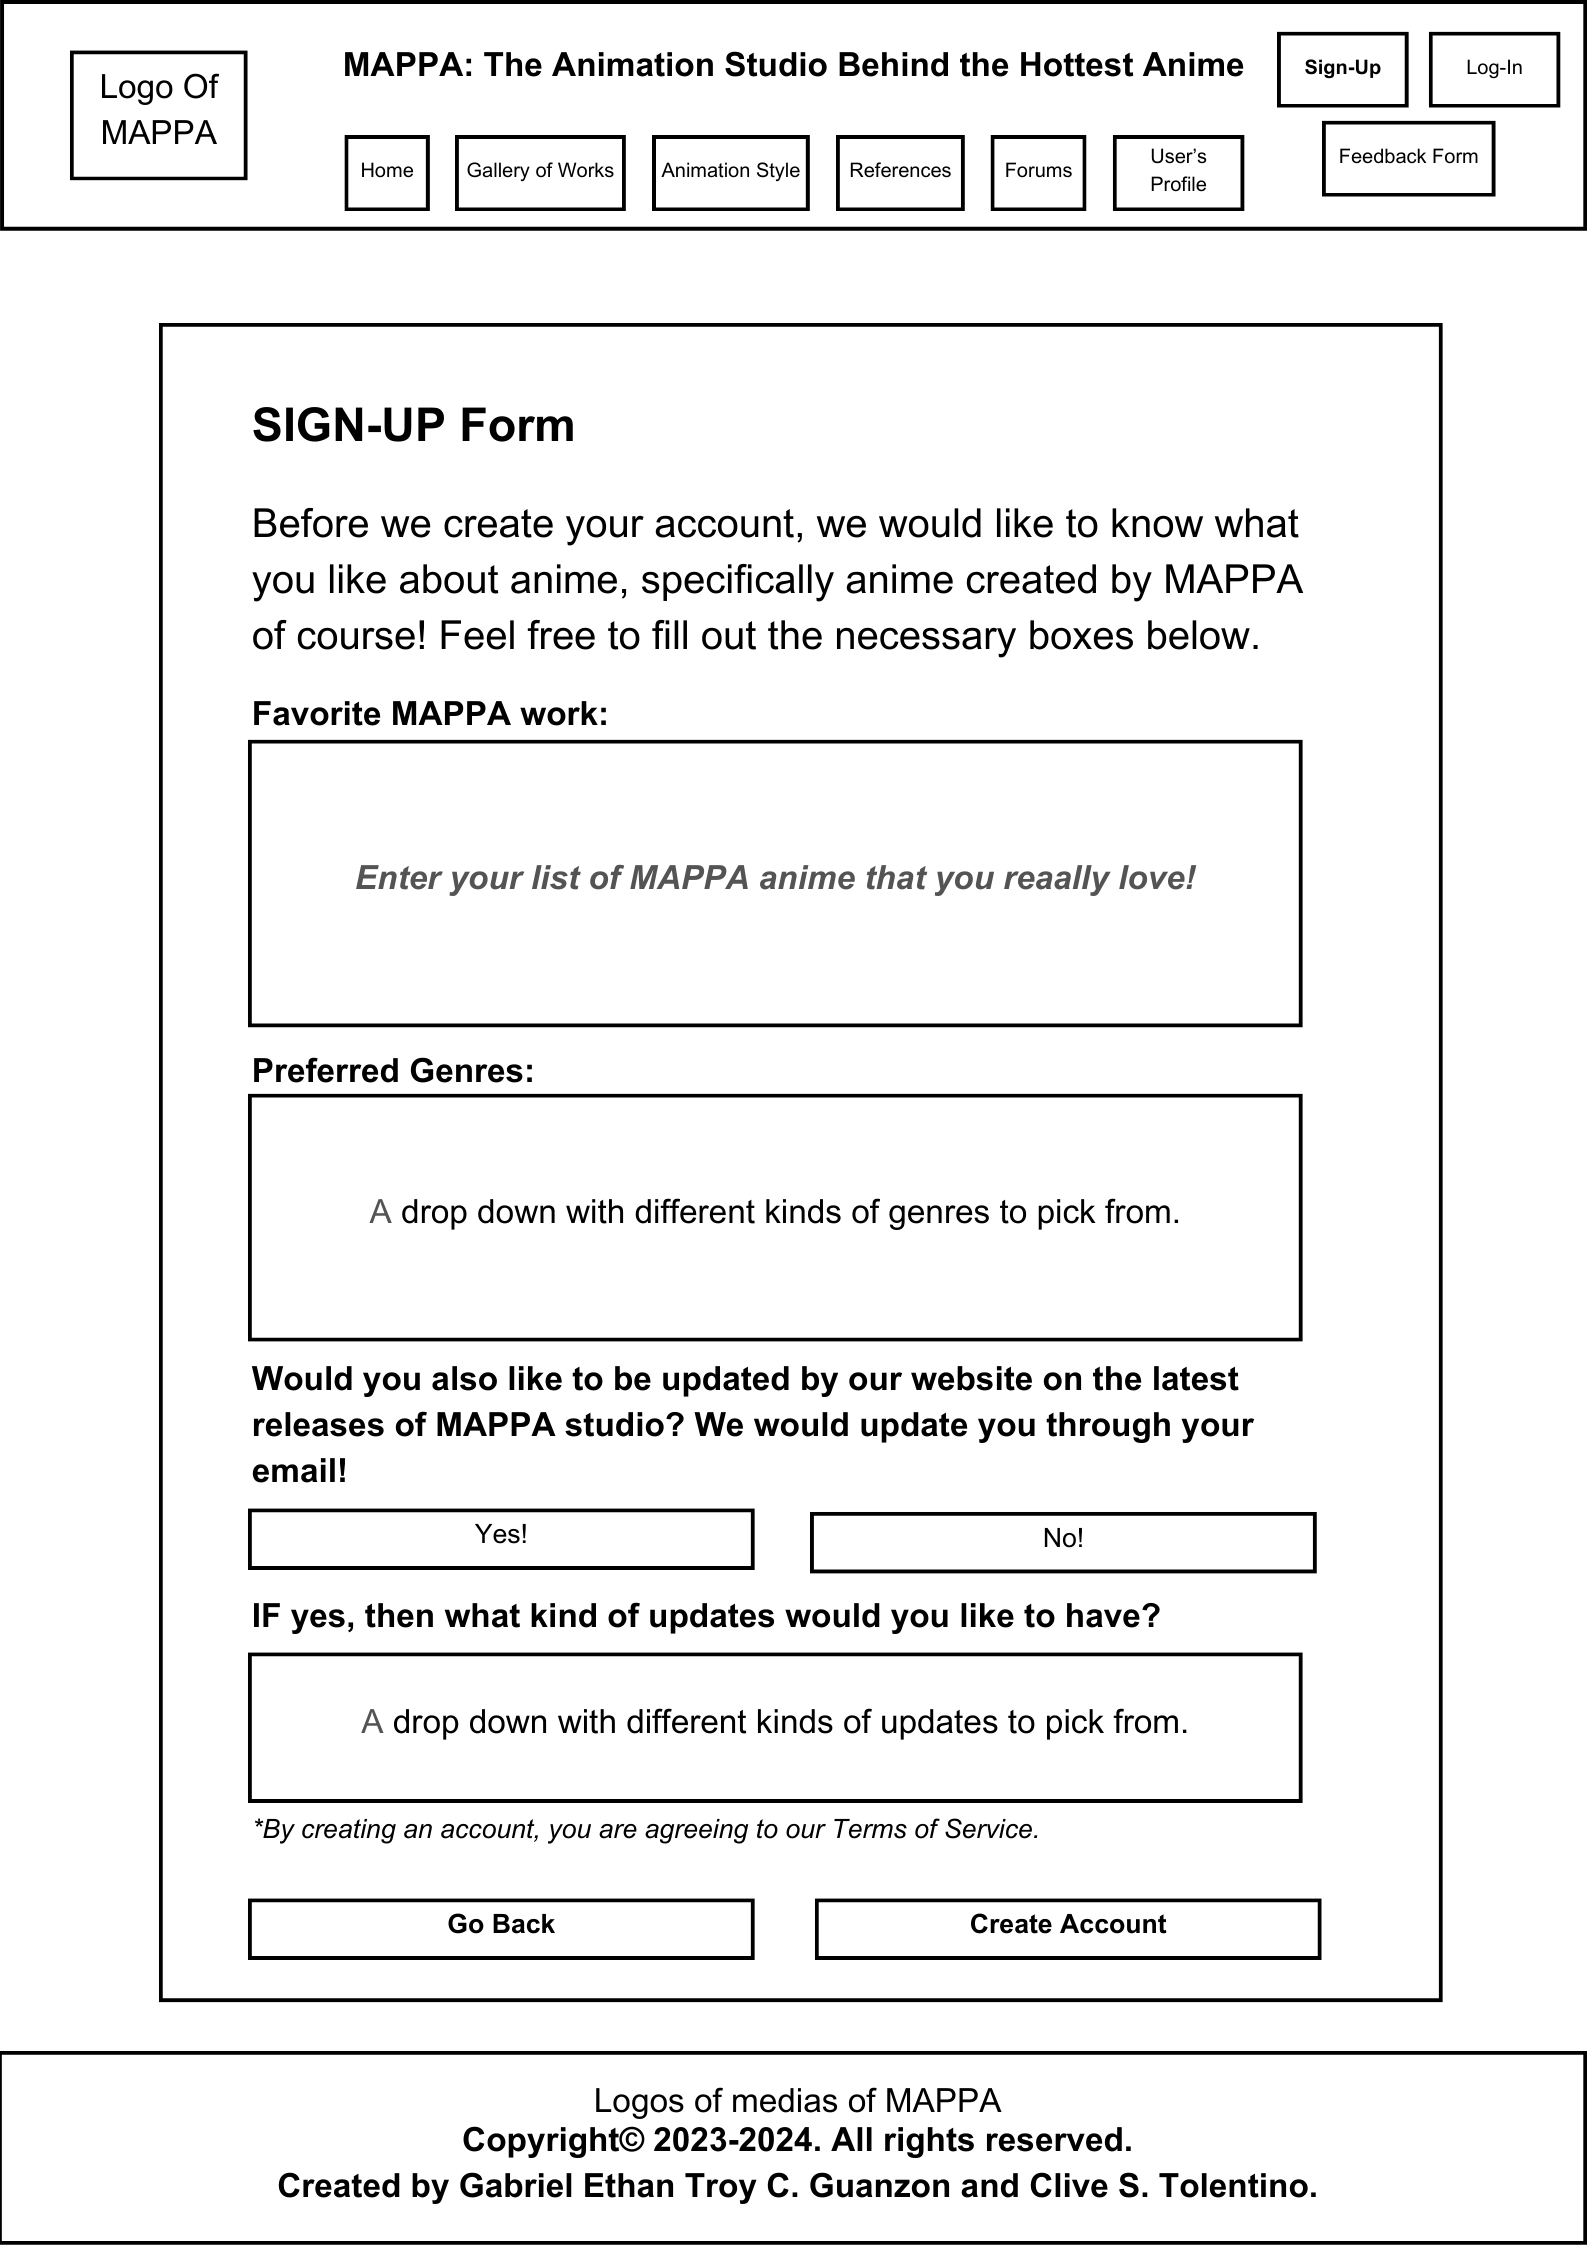 Logo Of
MAPPA
MAPPA: The Animation Studio Behind the Hottest Anime
Sign-Up
Log-In
Home
Gallery of Works
Animation Style
References
Forums
User’s
Profile
Feedback Form
SIGN-UP Form
Before we create your account, we would like to know what
you like about anime, specifically anime created by MAPPA
of course! Feel free to fill out the necessary boxes below.
Favorite MAPPA work:
Enter your list of MAPPA anime that you reaally love!
Preferred Genres:
A drop down with different kinds of genres to pick from.
Would you also like to be updated by our website on the latest
releases of MAPPA studio? We would update you through your
email!
Yes!
No!
IF yes, then what kind of updates would you like to have?
A drop down with different kinds of updates to pick from.
*By creating an account, you are agreeing to our Terms of Service.
Go Back
Create Account
Logos of medias of MAPPA
Copyright© 2023-2024. All rights reserved.
Created by Gabriel Ethan Troy C. Guanzon and Clive S. Tolentino.